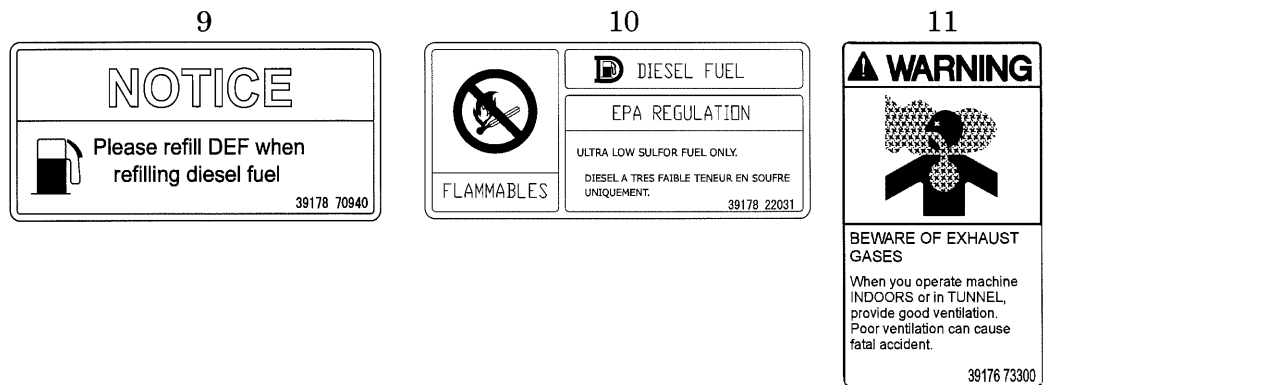 9
NOTICE
Please refill DEF when
refilling diesel fuel
39178 70940
10
D DIESEL FUEL
EPA REGULATION
ULTRA LOW SULFOR FUEL ONLY.
DIESEL A TRES FAIBLE TENEUR EN SOUFRE
UNIQUEMENT.
FLAMMABLES
39178 22031
11
WARNING
BEWARE OF EXHAUST
GASES
When you operate machine
INDOORS or in TUNNEL,
provide good ventilation.
Poor ventilation can cause
fatal accident.
39176 73300